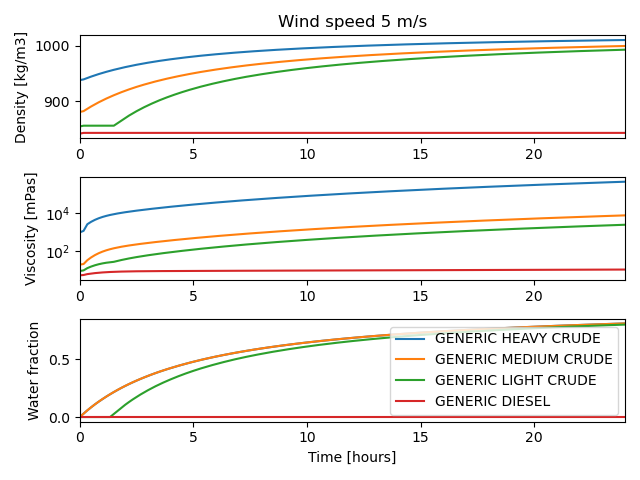 Wind speed 5 m/s
Density [kg/m3]
1000
900
0 5 10 15 20
Viscosity [mPas]
10^4
10^2
0 5 10 15 20
Water fraction
0.5
0.0
GENERIC HEAVY CRUDE
GENERIC MEDIUM CRUDE
GENERIC LIGHT CRUDE
GENERIC DIESEL
0 5 10 15 20
Time [hours]